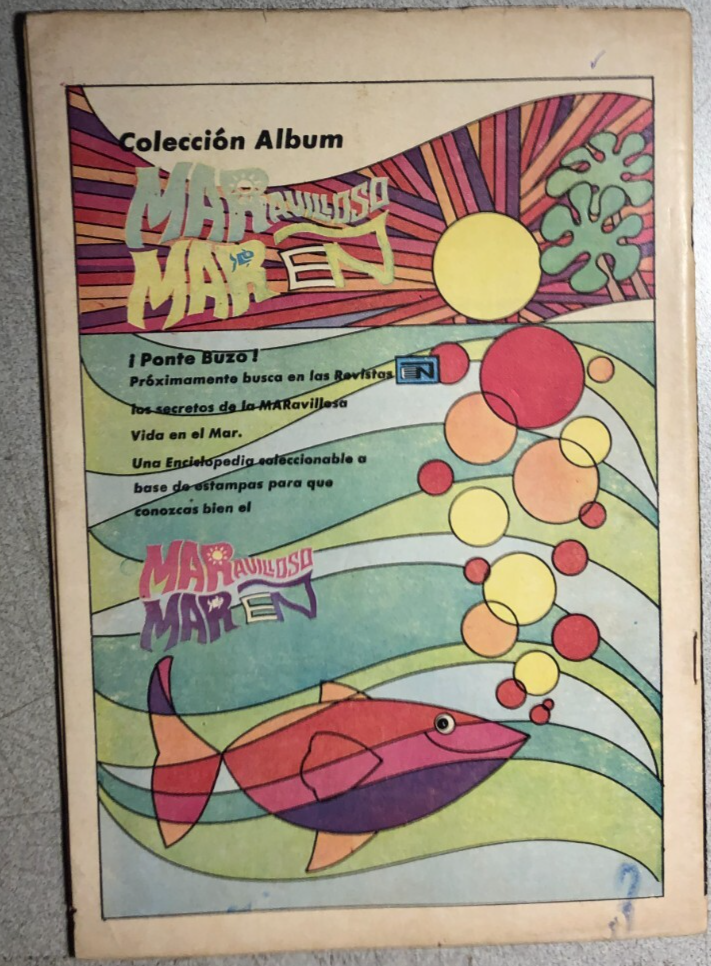 Colección Album
MARAVILLOSO
MAR EN
¡Ponte Buzo!
Próximamente busca en las Revistas EN
los secretos de la MARavillosa
Vida en el Mar.
Una Enciclopedia coleccionable a
base de estampas para que
conozcas bien el
MARAVILLOSO
MAR EN
?